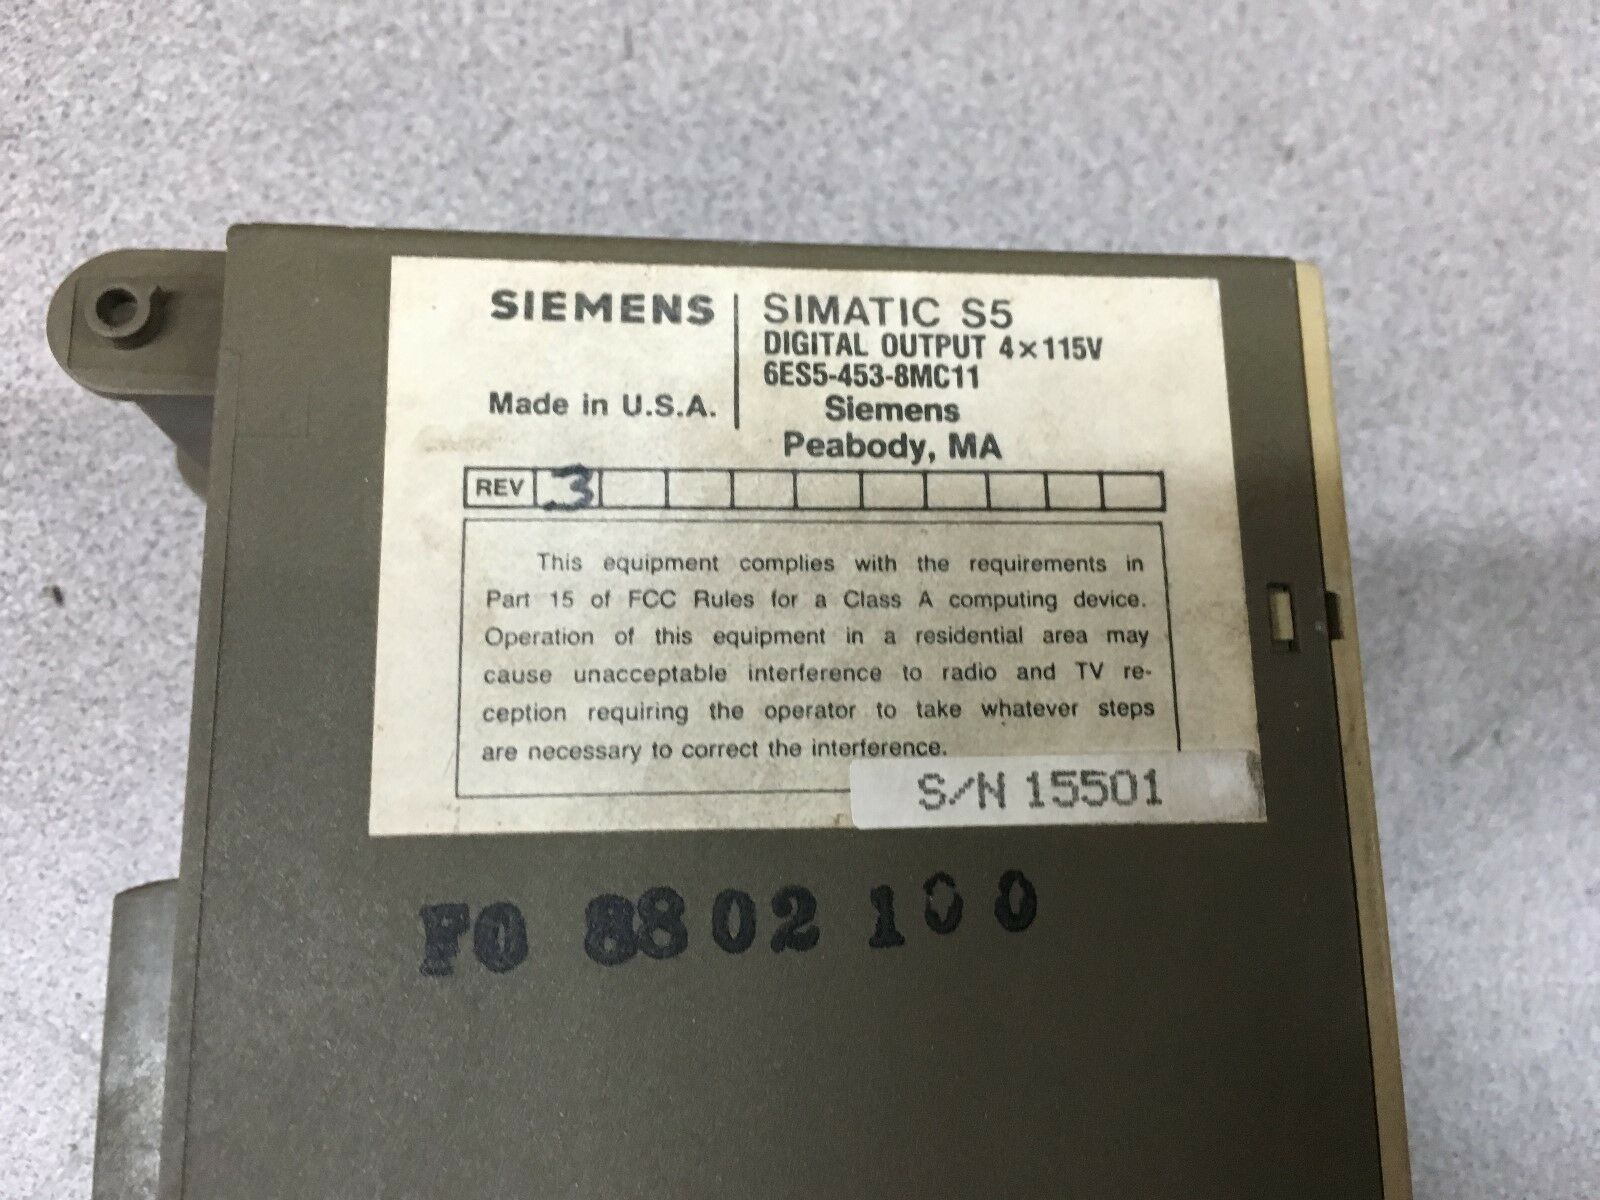 SIEMENS
Made in U.S.A.
SIMATIC S5
DIGITAL OUTPUT 4×115V
6ES5-453-8MC11
Siemens
Peabody, MA
REV 3
This equipment complies with the requirements in
Part 15 of FCC Rules for a Class A computing device.
Operation of this equipment in a residential area may
cause unacceptable interference to radio and TV re-
ception requiring the operator to take whatever steps
are necessary to correct the interference.
S/N 15501
8802 100